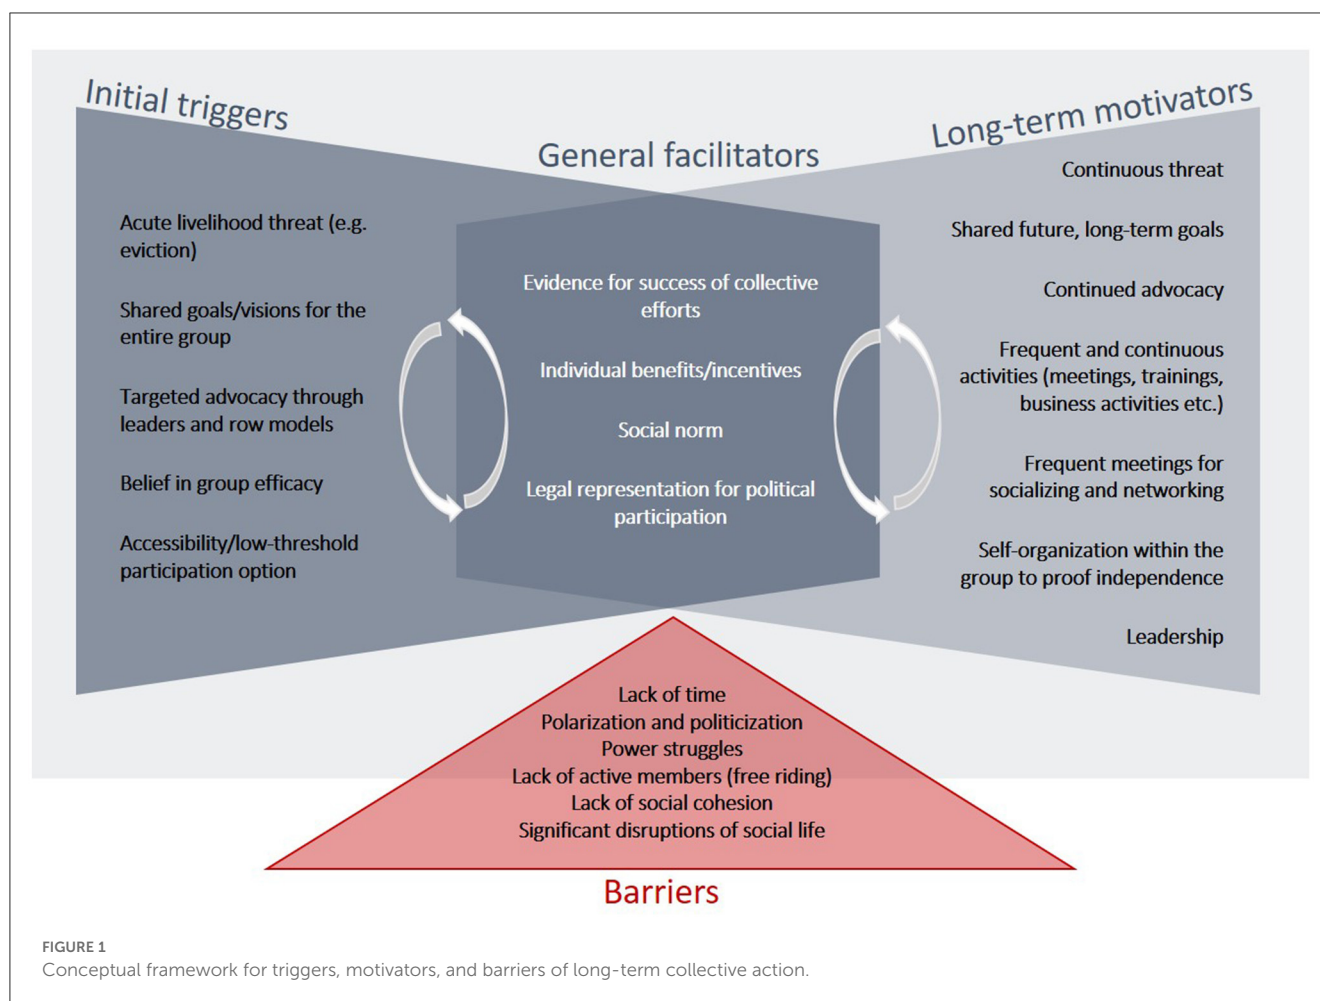 Initial triggers
Acute livelihood threat (e.g.
eviction)
Shared goals/visions for the
entire group
Targeted advocacy through
leaders and row models
Belief in group efficacy
Accessibility/low-threshold
participation option
General facilitators
Evidence for success of collective
efforts
Individual benefits/incentives
Social norm
Legal representation for political
participation
Long-term motivators
Continuous threat
Shared future, long-term goals
Continued advocacy
Frequent and continuous
activities (meetings, trainings,
business activities etc.)
Frequent meetings for
socializing and networking
Self-organization within the
group to proof independence
Leadership
Lack of time
Polarization and politicization
Power struggles
Lack of active members (free riding)
Lack of social cohesion
Significant disruptions of social life
Barriers
FIGURE 1
Conceptual framework for triggers, motivators, and barriers of long-term collective action.